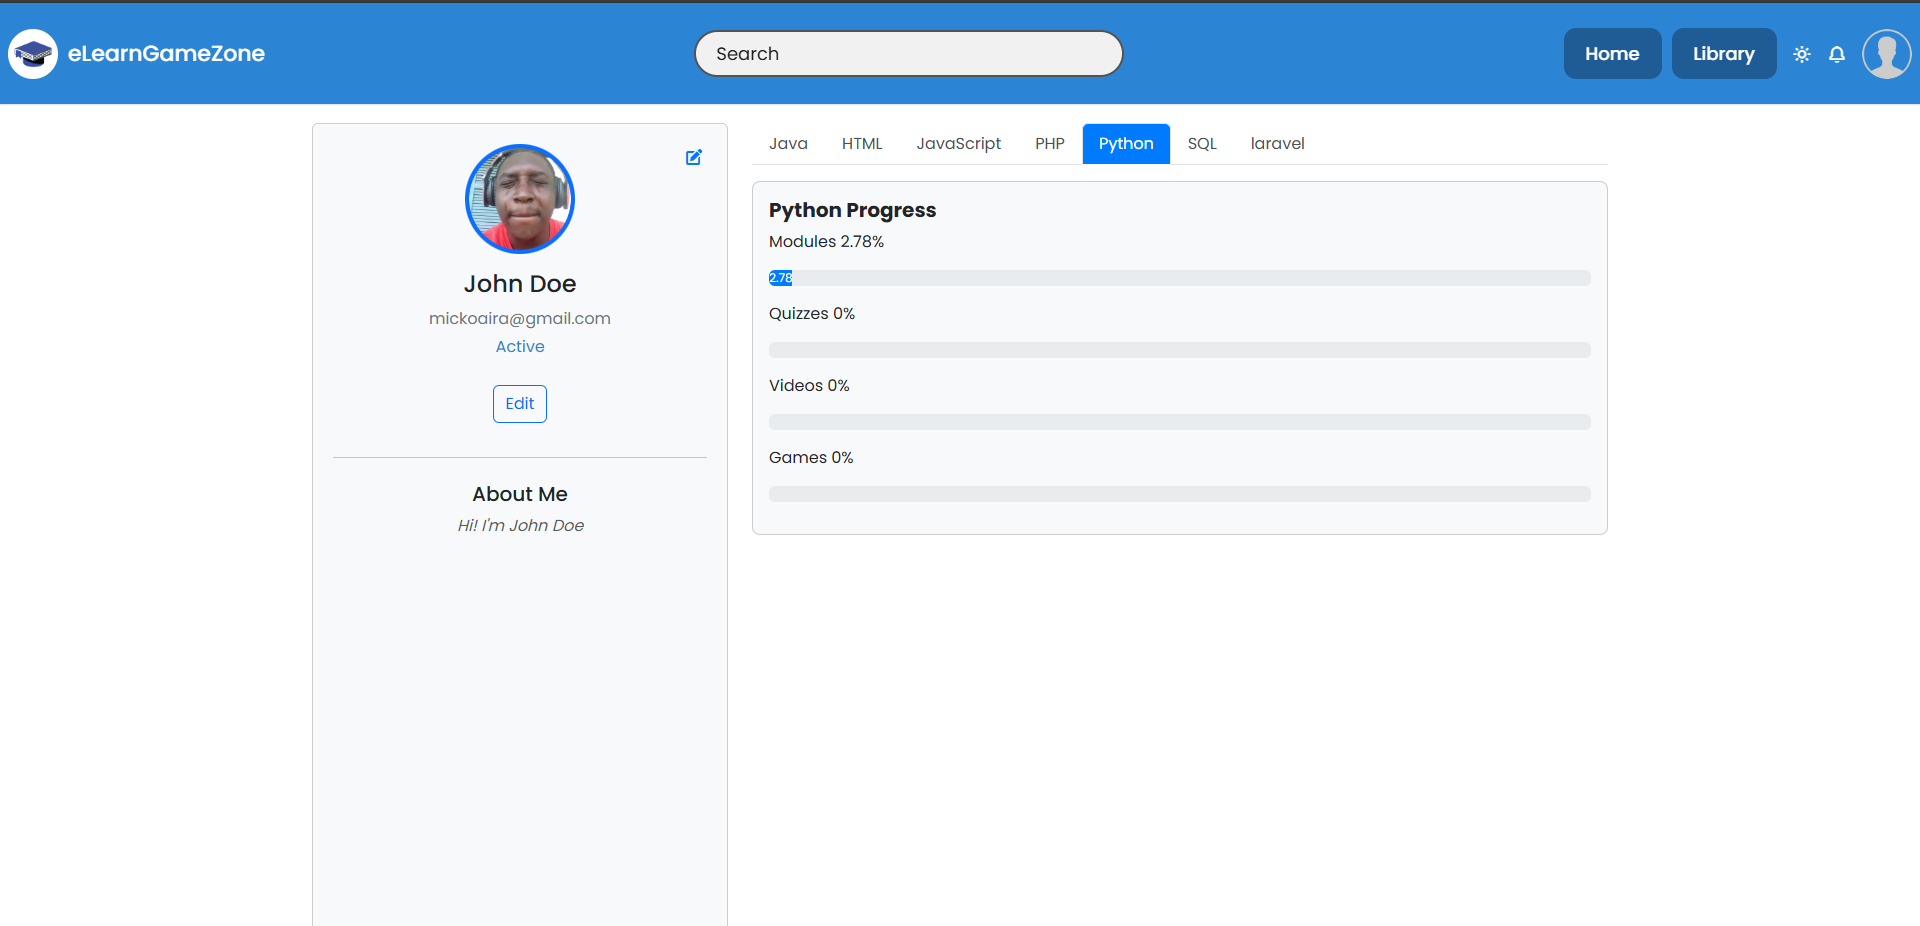 eLearnGameZone
Search
Home
Library
John Doe
mickoaira@gmail.com
Active
Edit
About Me
Hi! I'm John Doe
Java HTML JavaScript PHP Python SQL laravel
Python Progress
Modules 2.78%
2.78
Quizzes 0%
Videos 0%
Games 0%